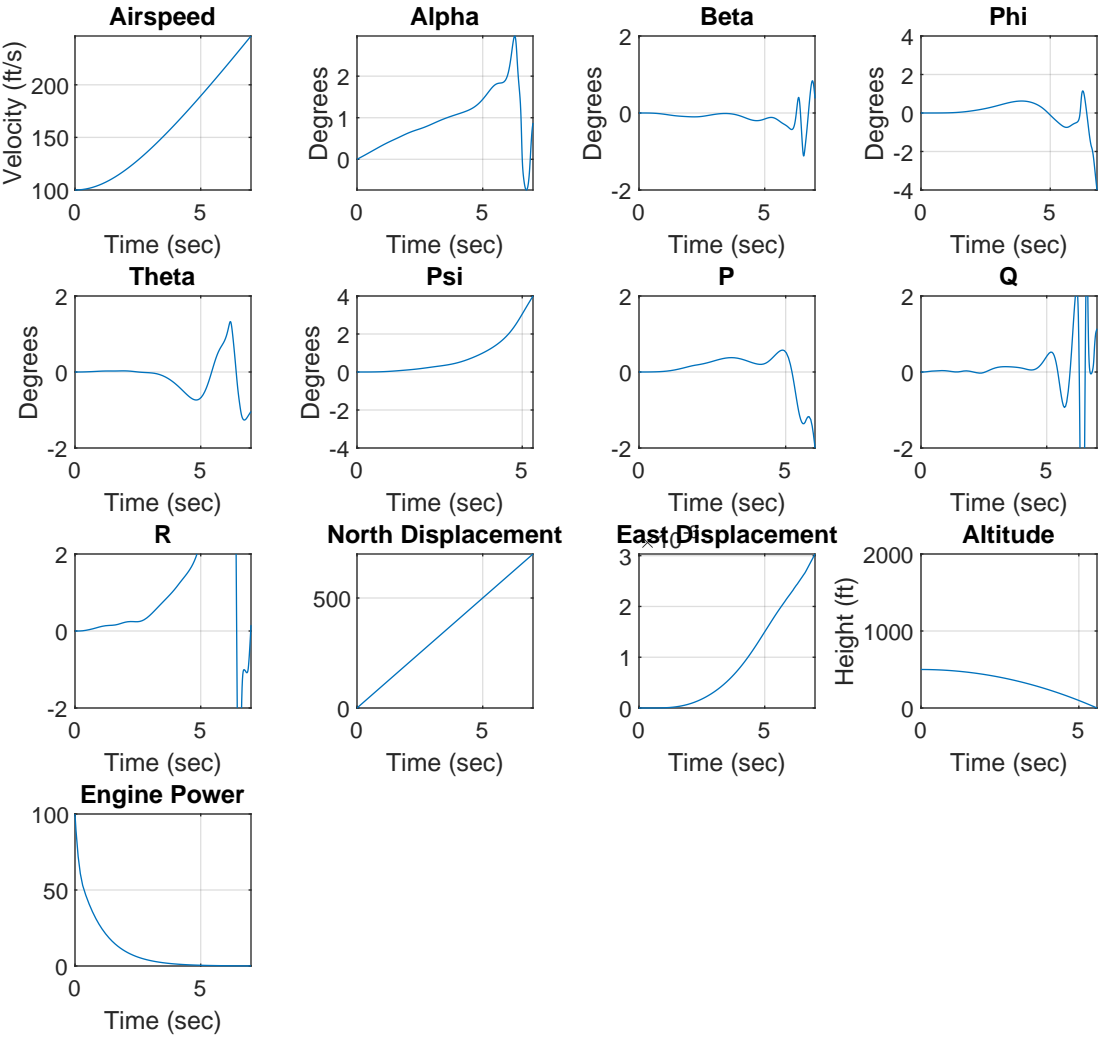 Airspeed
Velocity (ft/s)
200
150
100
0 5
Time (sec)
Alpha
Degrees
2
1
0
0 5
Time (sec)
Beta
Degrees
2
0
-2
0 5
Time (sec)
Phi
Degrees
4
2
0
-2
-4
0 5
Time (sec)
Theta
Degrees
2
0
-2
0 5
Time (sec)
Psi
Degrees
4
2
0
-2
-4
0 5
Time (sec)
P
2
0
-2
0 5
Time (sec)
Q
2
0
-2
0 5
Time (sec)
R
2
0
-2
0 5
Time (sec)
North Displacement
500
0
0 5
Time (sec)
East Displacement
× 10
3
2
1
0
0 5
Time (sec)
Altitude
Height (ft)
2000
1000
0
0 5
Time (sec)
Engine Power
100
50
0
0 5
Time (sec)